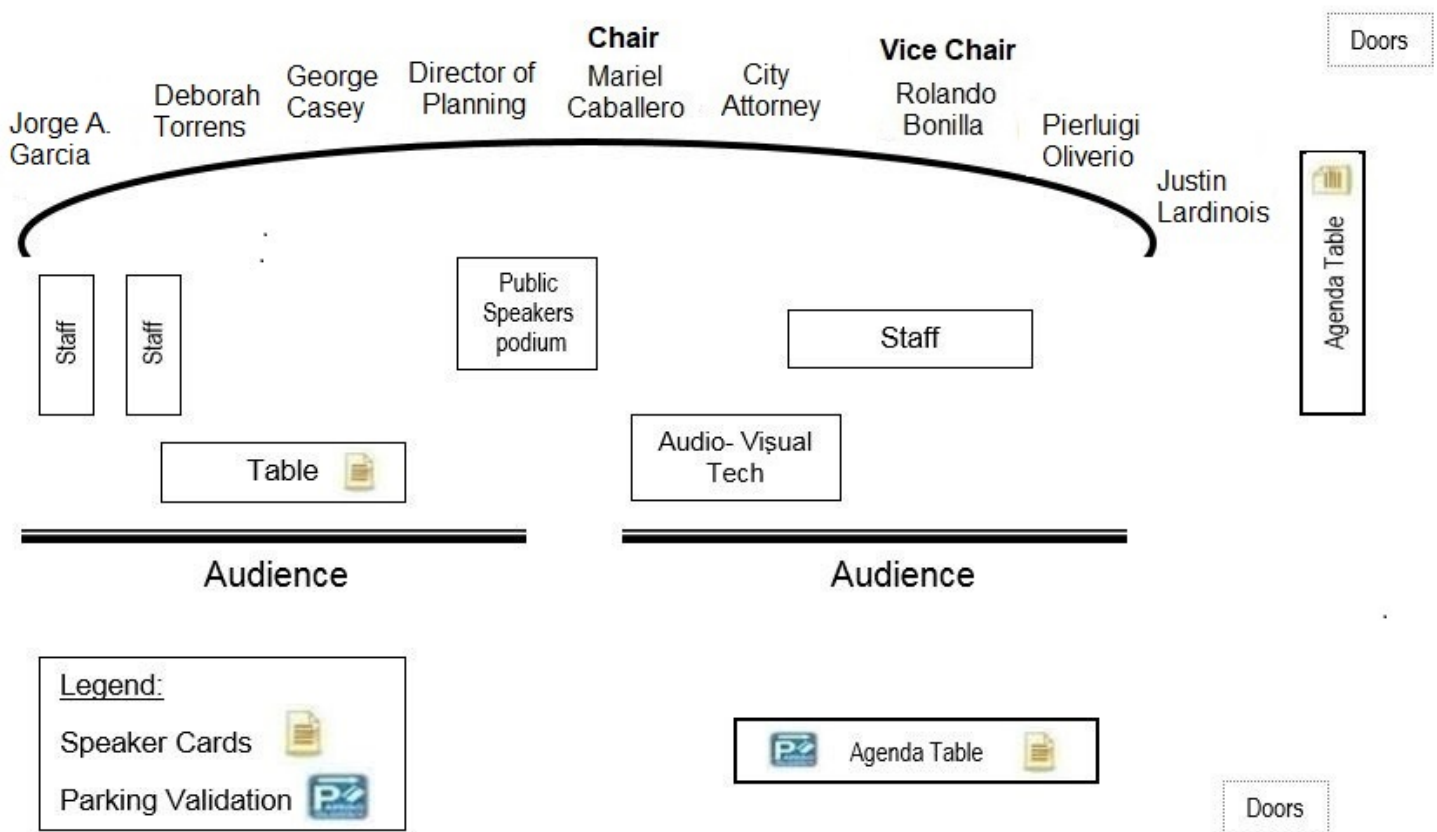 Chair
Vice Chair
Doors
Jorge A.
Garcia
Deborah
Torrens
George
Casey
Director of
Planning
Mariel
Caballero
City
Attorney
Rolando
Bonilla
Pierluigi
Oliverio
Justin
Lardinois
Agenda Table
Staff
Staff
Public
Speakers
podium
Staff
Table
Audio- Visual
Tech
Audience
Audience
Legend:
Speaker Cards
Parking Validation
P
P
Agenda Table
Doors